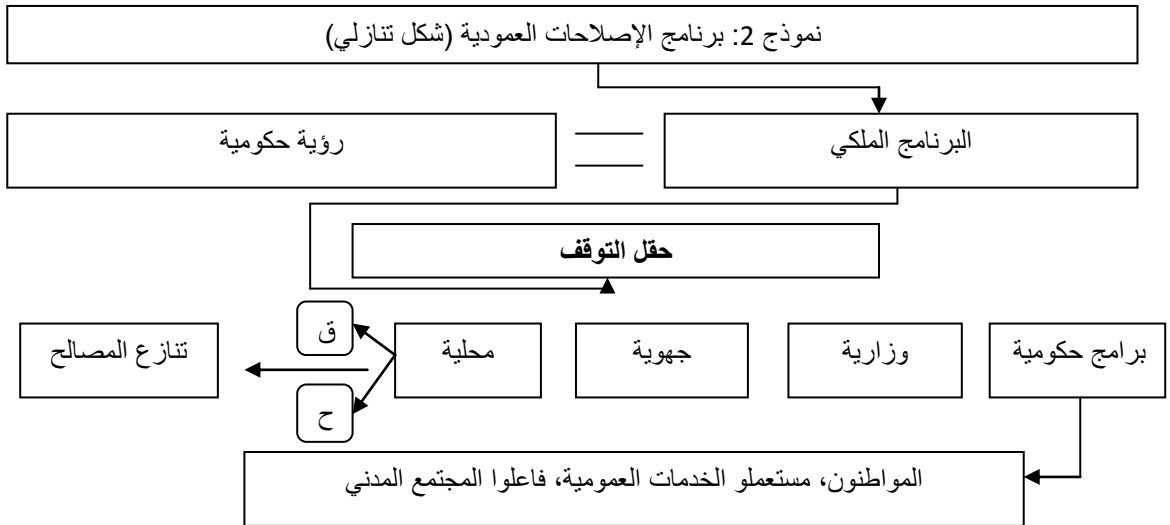 نموذج 2: برنامج الإصلاحات العمودية (شكل تنازلي)
البرنامج الملكي
رؤية حكومية
حقل التوقف
برامج حكومية
وزارية
جهوية
محلية
ق
ح
تنازع المصالح
المواطنون، مستعملو الخدمات العمومية، فاعلوا المجتمع المدني